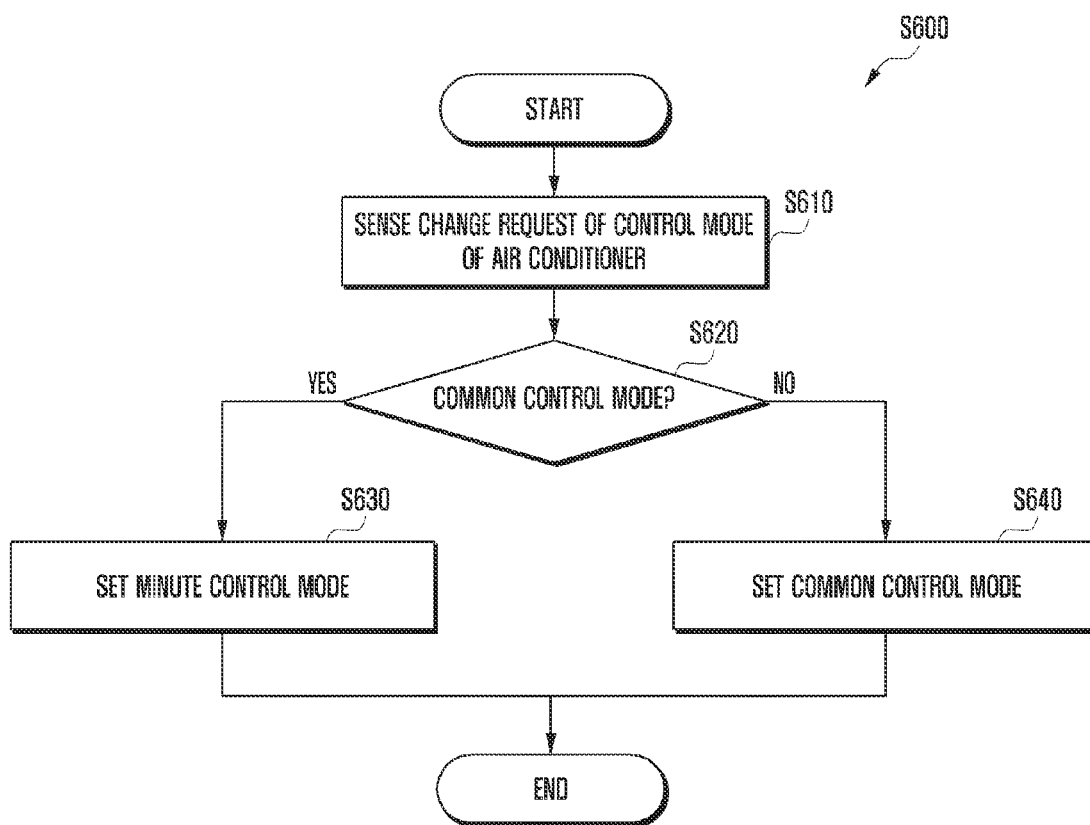 S600
START
S610
SENSE CHANGE REQUEST OF CONTROL MODE
OF AIR CONDITIONER
S620
YES
COMMON CONTROL MODE?
NO
S630
SET MINUTE CONTROL MODE
S640
SET COMMON CONTROL MODE
END